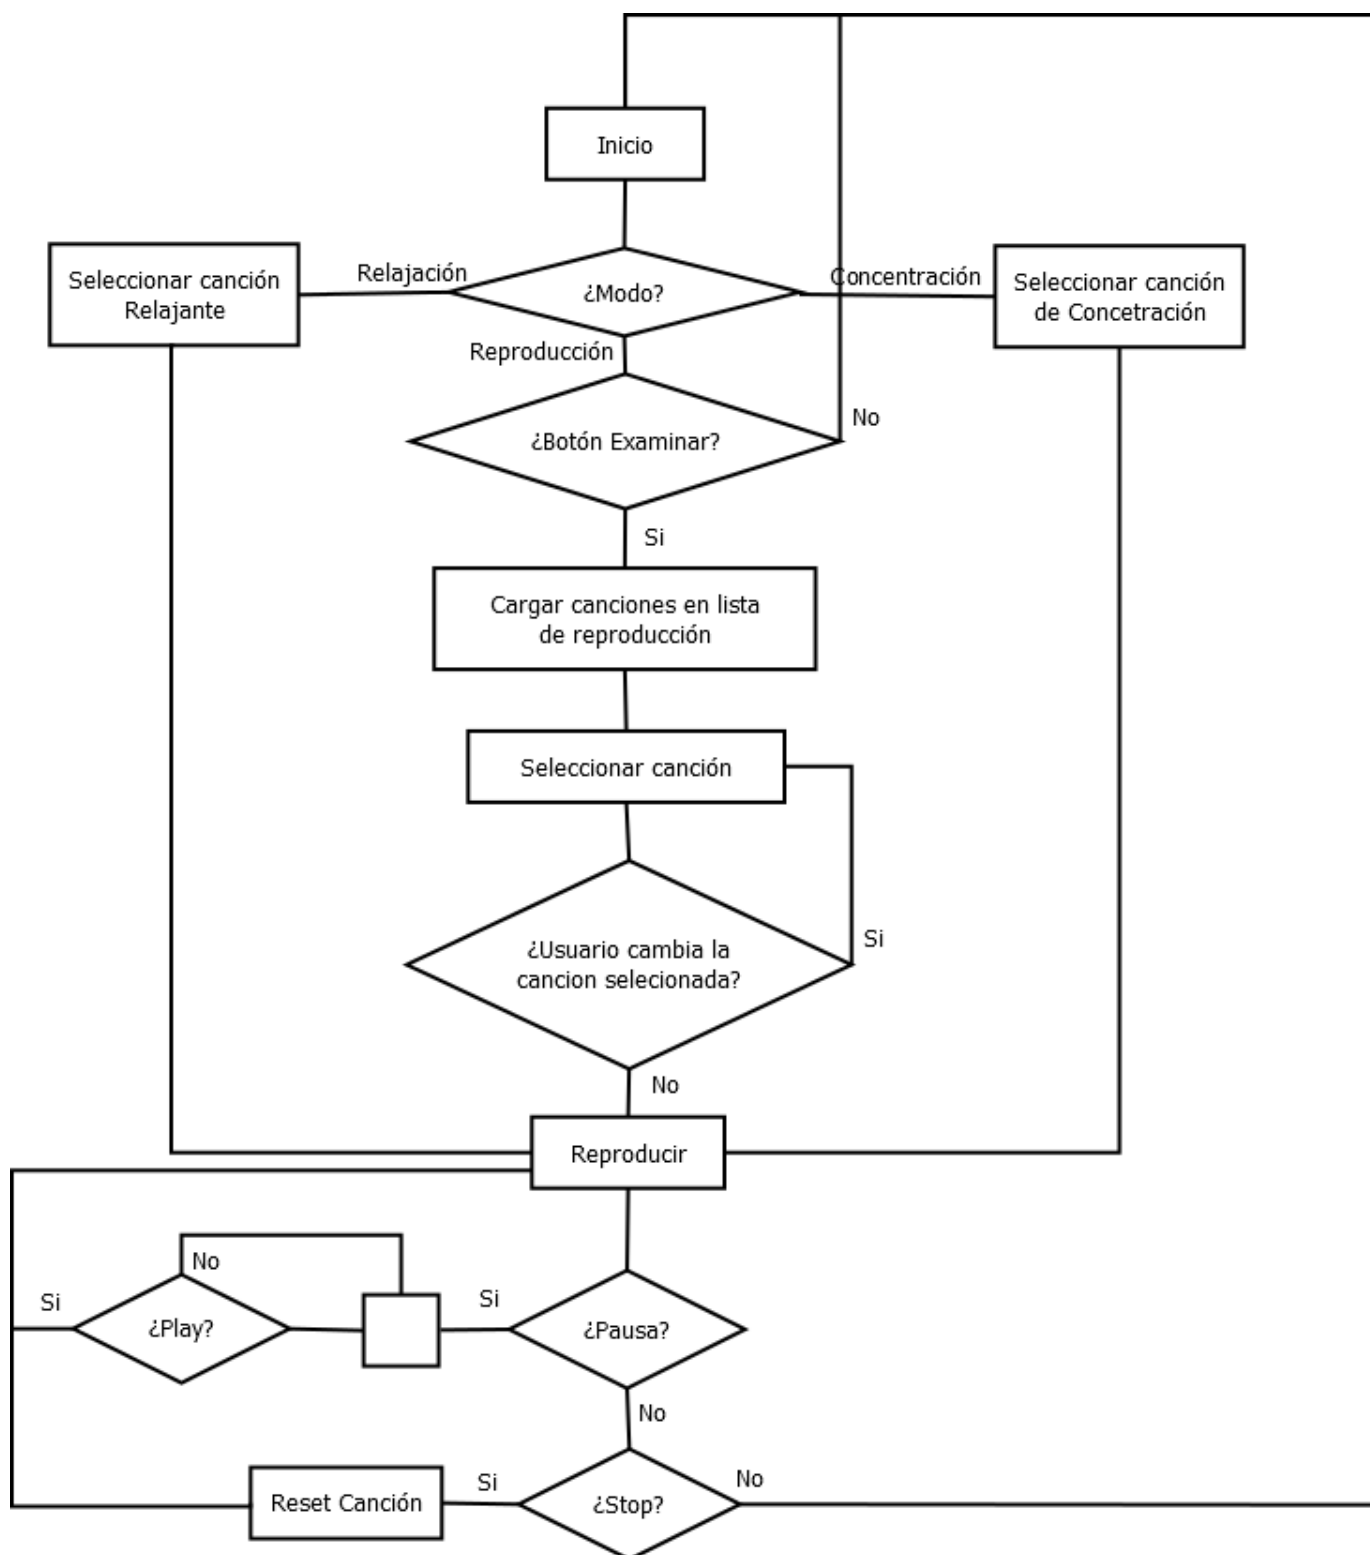 Inicio
Relajación
Concentración
Seleccionar canción
Relajante
¿Modo?
Seleccionar canción
de Concetración
Reproducción
No
¿Botón Examinar?
Si
Cargar canciones en lista
de reproducción
Seleccionar canción
Si
¿Usuario cambia la
cancion selecionada?
No
Reproducir
No
Si
Si
¿Play?
¿Pausa?
No
Si
No
Reset Canción
¿Stop?